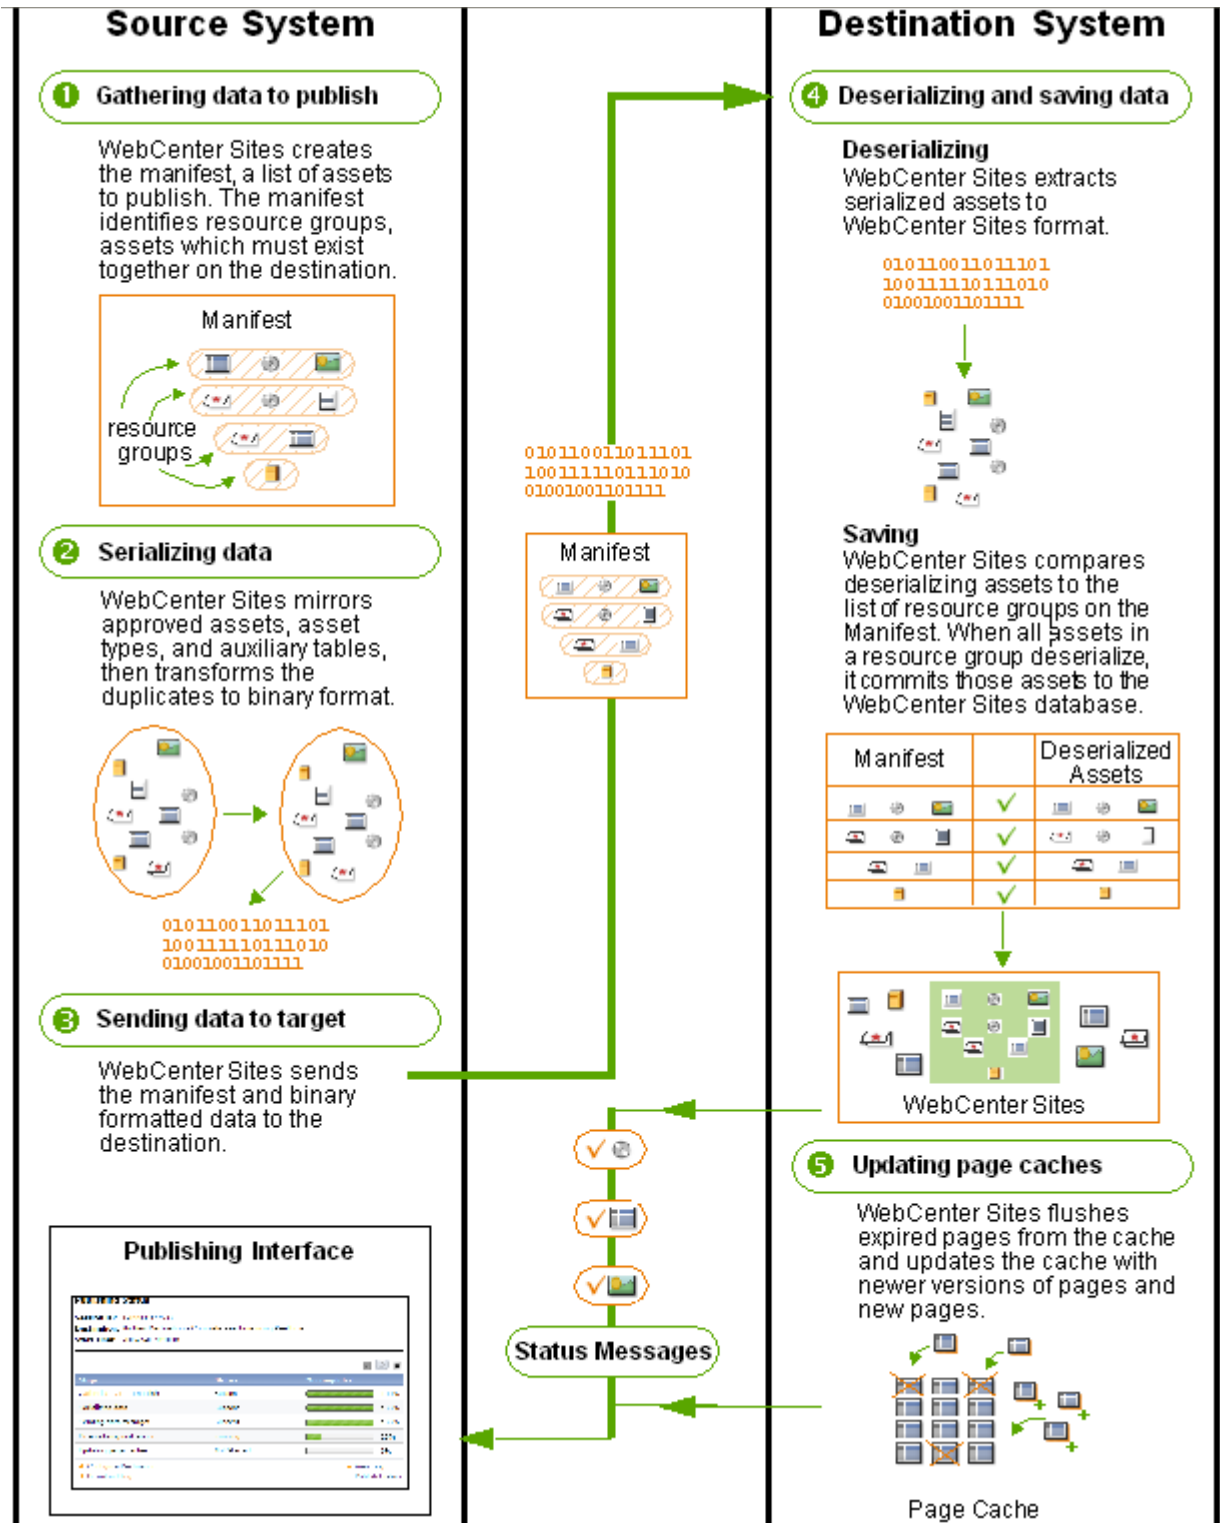 Source System
1 Gathering data to publish
WebCenter Sites creates
the manifest, a list of assets
to publish. The manifest
identifies resource groups,
assets which must exist
together on the destination.
Manifest
resource
groups
2 Serializing data
WebCenter Sites mirrors
approved assets, asset
types, and auxiliary tables,
then transforms the
duplicates to binary format.
010110011011101
100111110111010
01001001101111
3 Sending data to target
WebCenter Sites sends
the manifest and binary
formatted data to the
destination.
Publishing Interface
Publishing Status
010110011011101
100111110111010
01001001101111
Manifest
Status Messages
Destination System
4 Deserializing and saving data
Deserializing
WebCenter Sites extracts
serialized assets to
WebCenter Sites format.
010110011011101
100111110111010
01001001101111
Saving
WebCenter Sites compares
deserializing assets to the
list of resource groups on the
Manifest. When all assets in
a resource group deserialize,
it commits those assets to the
WebCenter Sites database.
Manifest
Deserialized
Assets
WebCenter Sites
5 Updating page caches
WebCenter Sites flushes
expired pages from the cache
and updates the cache with
newer versions of pages and
new pages.
Page Cache